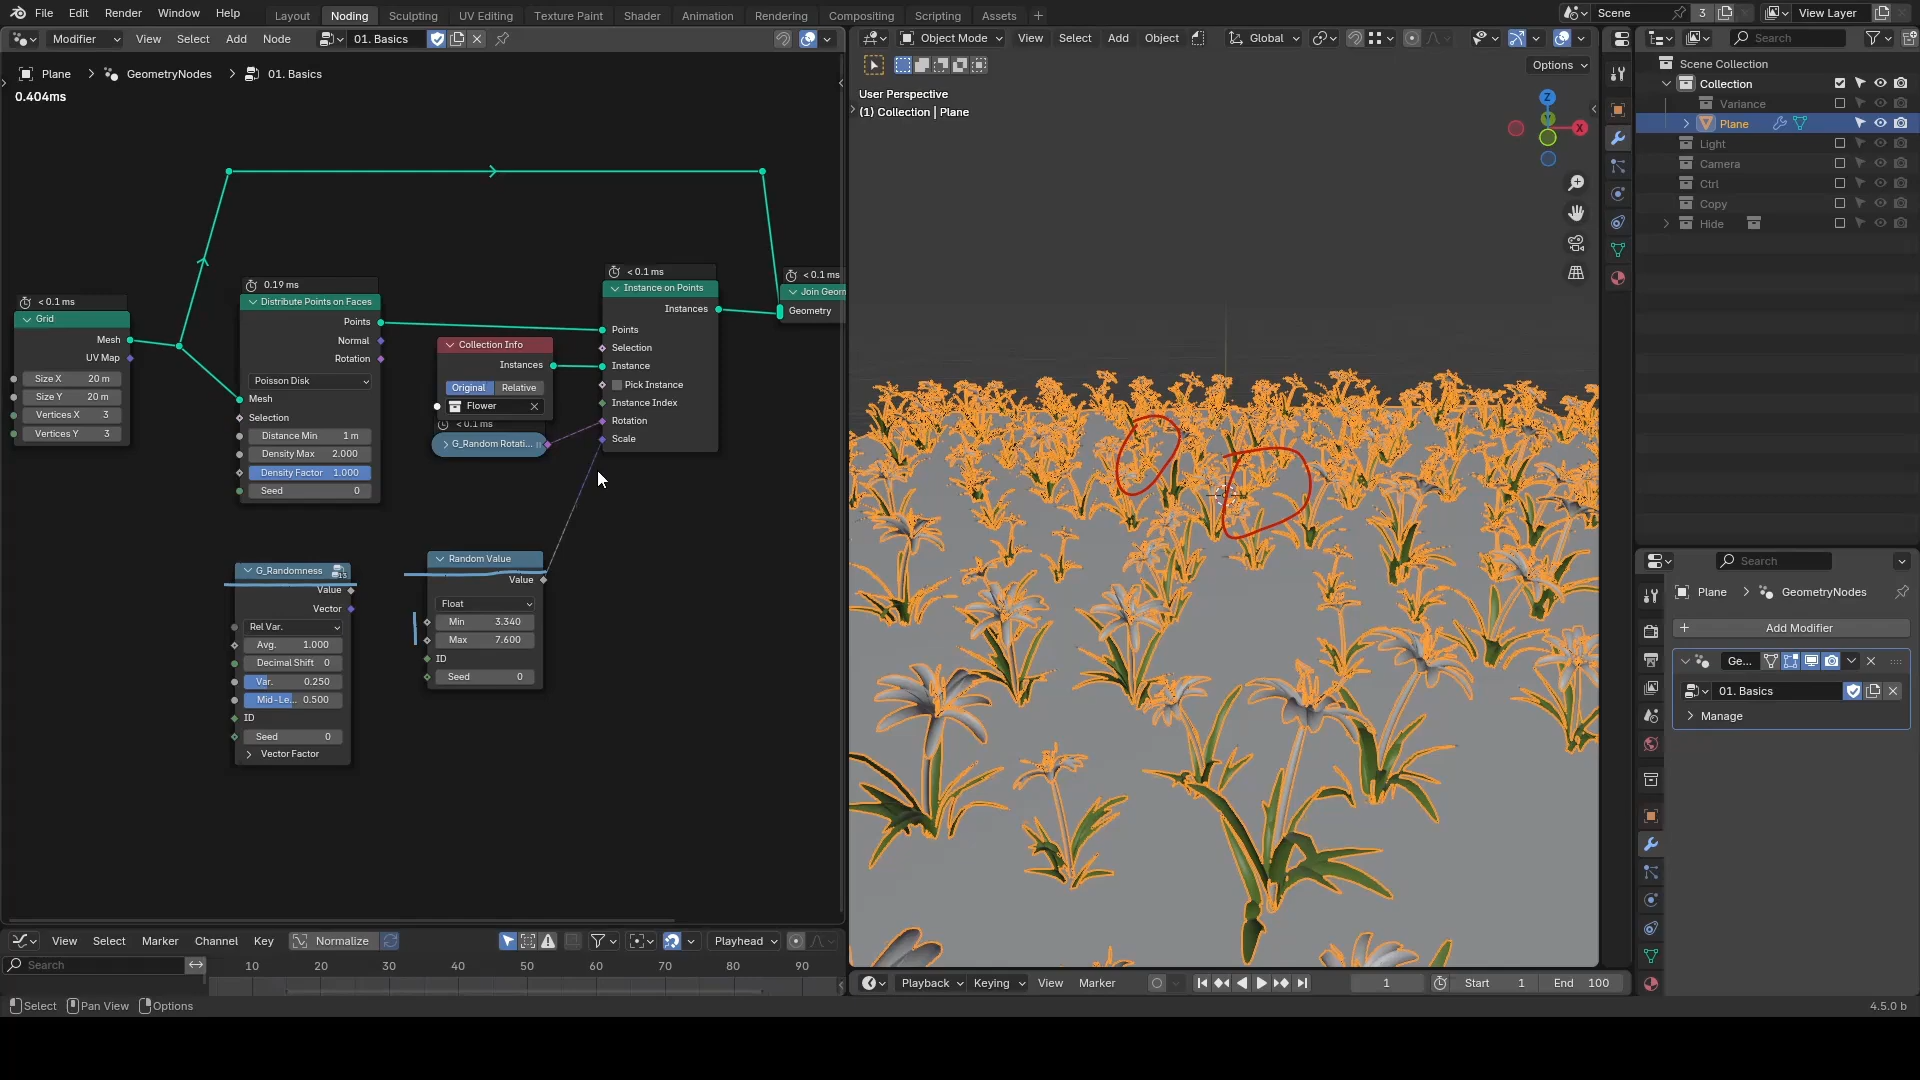 File Edit Render Window Help Layout Noding Sculpting UV Editing Texture Paint Shader Animation Rendering Compositing Scripting Assets + Scene 3 View Layer
Modifier View Select Add Node 01. Basics Object Mode View Select Add Object Global Search
Options
Plane > GeometryNodes > 01. Basics
0.404ms
User Perspective
(1) Collection | Plane
Z
Y
X
Scene Collection
Collection
Variance
Plane
Light
Camera
Ctrl
Copy
Hide
< 0.1 ms
Grid
Mesh
UV Map
Size X 20 m
Size Y 20 m
Vertices X 3
Vertices Y 3
0.19 ms
Distribute Points on Faces
Points
Normal
Rotation
Poisson Disk
Mesh
Selection
Distance Min 1 m
Density Max 2.000
Density Factor 1.000
Seed 0
Collection Info
Instances
Original Relative
Flower
< 0.1 ms
G_Random Rotati...
< 0.1 ms
Instance on Points
Instances
Points
Selection
Instance
Pick Instance
Instance Index
Rotation
Scale
< 0.1 ms
Join Geom
Geometry
G_Randomness
13
Value
Vector
Rel Var.
Avg. 1.000
Decimal Shift 0
Var. 0.250
Mid-Le... 0.500
ID
Seed 0
Vector Factor
Random Value
Value
Float
Min 3.340
Max 7.600
ID
Seed 0
Search
Plane > GeometryNodes
+ Add Modifier
Ge...
01. Basics
Manage
View Select Marker Channel Key Normalize Playhead
Search 10 20 30 40 50 60 70 80 90
Playback Keying View Marker 1 Start 1 End 100
Select Pan View Options 4.5.0 b